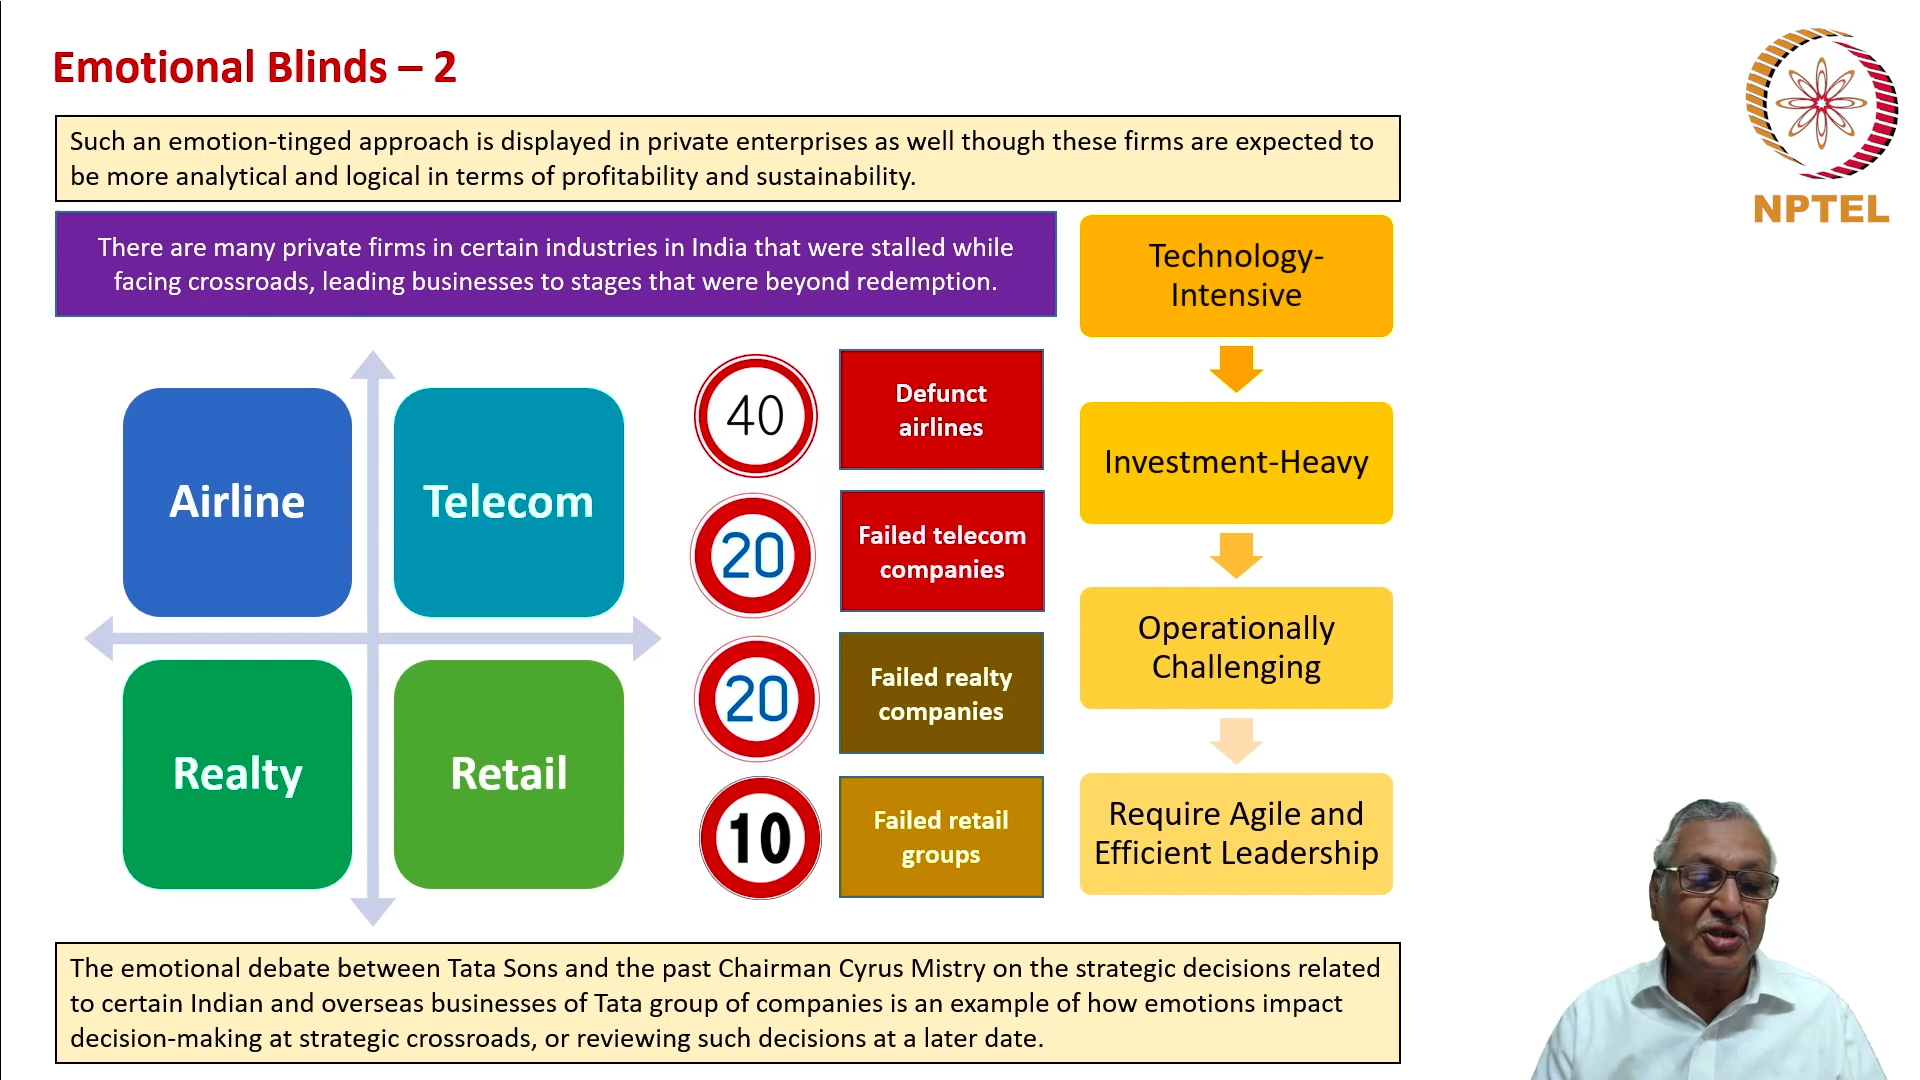 Emotional Blinds – 2
NPTEL
Such an emotion-tinged approach is displayed in private enterprises as well though these firms are expected to
be more analytical and logical in terms of profitability and sustainability.
There are many private firms in certain industries in India that were stalled while
facing crossroads, leading businesses to stages that were beyond redemption.
Airline
Telecom
Realty
Retail
40
Defunct
airlines
20
Failed telecom
companies
20
Failed realty
companies
10
Failed retail
groups
Technology-
Intensive
Investment-Heavy
Operationally
Challenging
Require Agile and
Efficient Leadership
The emotional debate between Tata Sons and the past Chairman Cyrus Mistry on the strategic decisions related
to certain Indian and overseas businesses of Tata group of companies is an example of how emotions impact
decision-making at strategic crossroads, or reviewing such decisions at a later date.